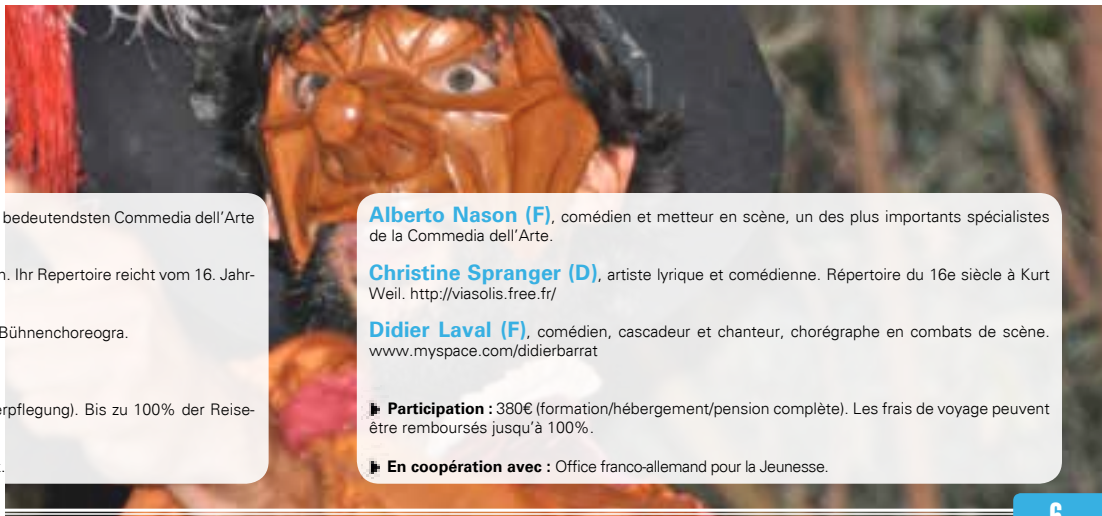 bedeutendsten Commedia dell'Arte
n. Ihr Repertoire reicht vom 16. Jahr-
Bühnenchoreogra.
erpflegung). Bis zu 100% der Reise-
Alberto Nason (F), comédien et metteur en scène, un des plus importants spécialistes
de la Commedia dell'Arte.
Christine Spranger (D), artiste lyrique et comédienne. Répertoire du 16e siècle à Kurt
Weil. http://viasolis.free.fr/
Didier Laval (F), comédien, cascadeur et chanteur, chorégraphe en combats de scène.
www.myspace.com/didierbarrat
Participation : 380€ (formation/hébergement/pension complète). Les frais de voyage peuvent
être remboursés jusqu'à 100%.
En coopération avec : Office franco-allemand pour la Jeunesse.
6